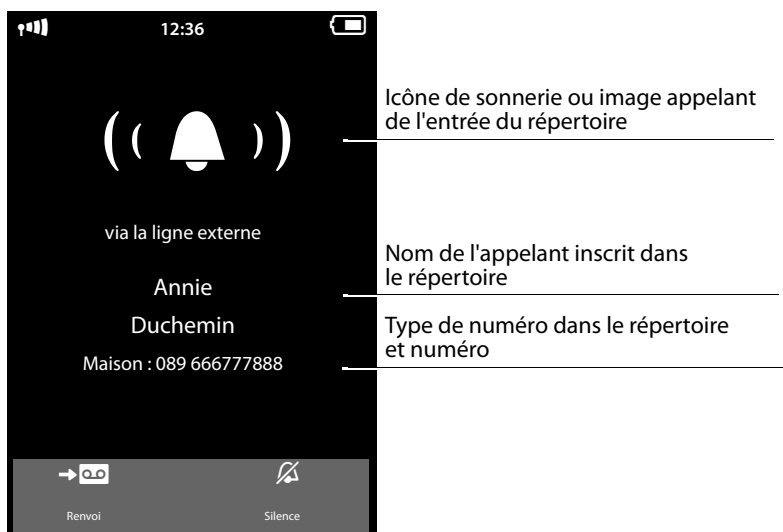 12:36
Icône de sonnerie ou image appelant
de l'entrée du répertoire
via la ligne externe
Nom de l'appelant inscrit dans
le répertoire
Annie
Duchemin
Type de numéro dans le répertoire
et numéro
Maison : 089 666777888
Renvoi
Silence